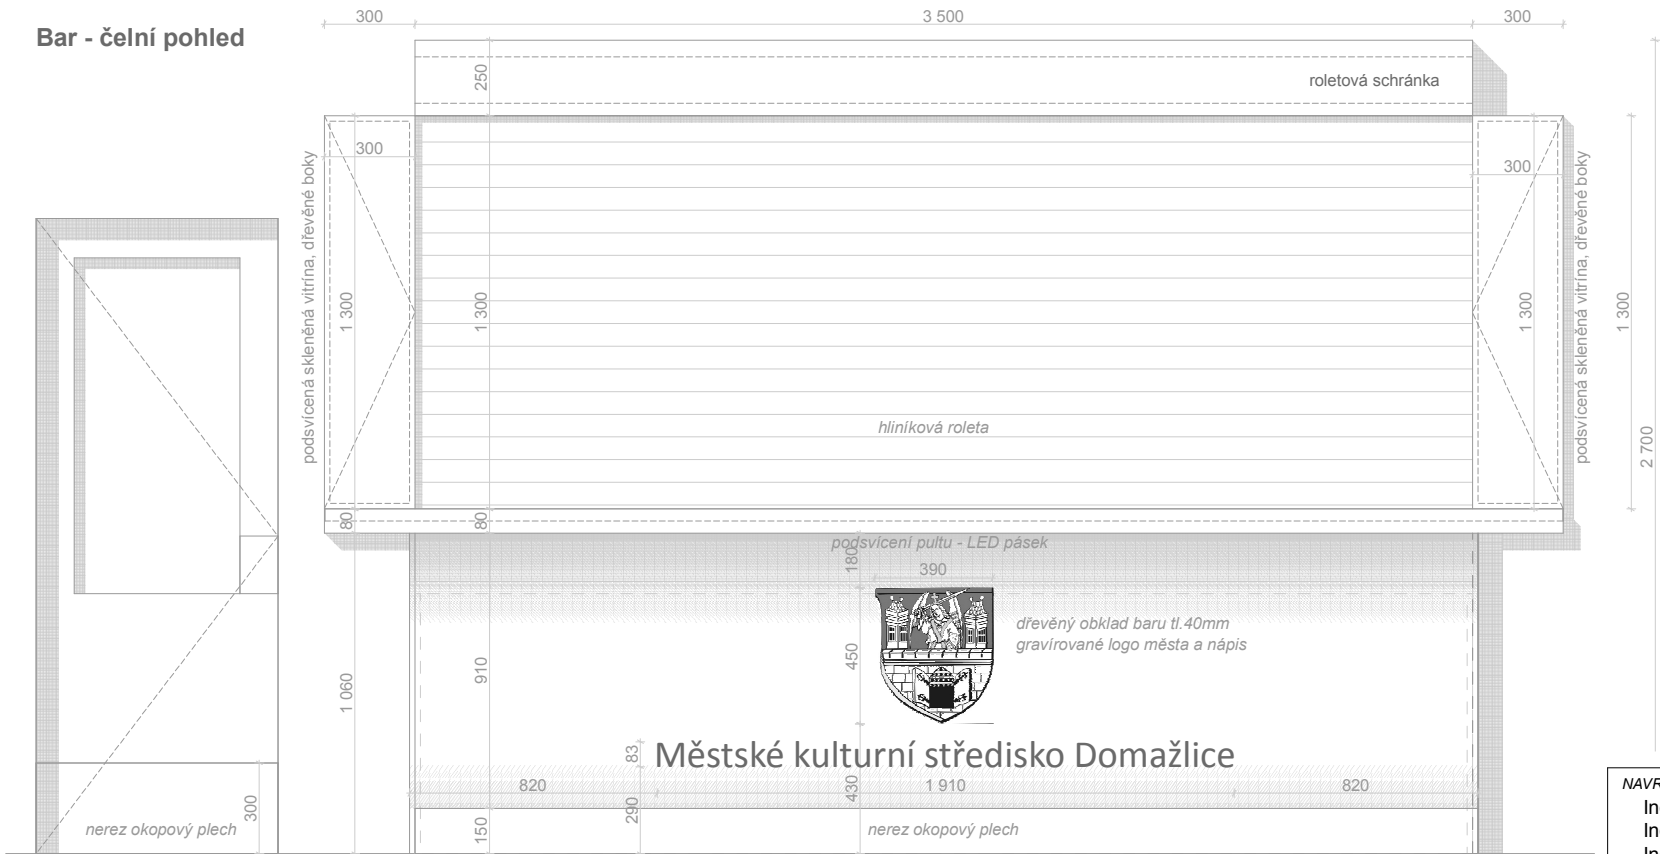 300
3 500
300
Bar - čelní pohled
250
roletová schránka
300
300
podsvícená skleněná vitrína, dřevěné boky
1 300
1 300
1 300
podsvícená skleněná vitrína, dřevěné boky
1 300
hliníková roleta
2 700
80
80
podsvícení pultu - LED pásek
180
390
dřevěný obklad baru tl.40mm
gravírované logo města a nápis
450
910
1 060
Městské kulturní středisko Domažlice
83
820
1 910
820
430
290
300
150
nerez okopový plech
nerez okopový plech